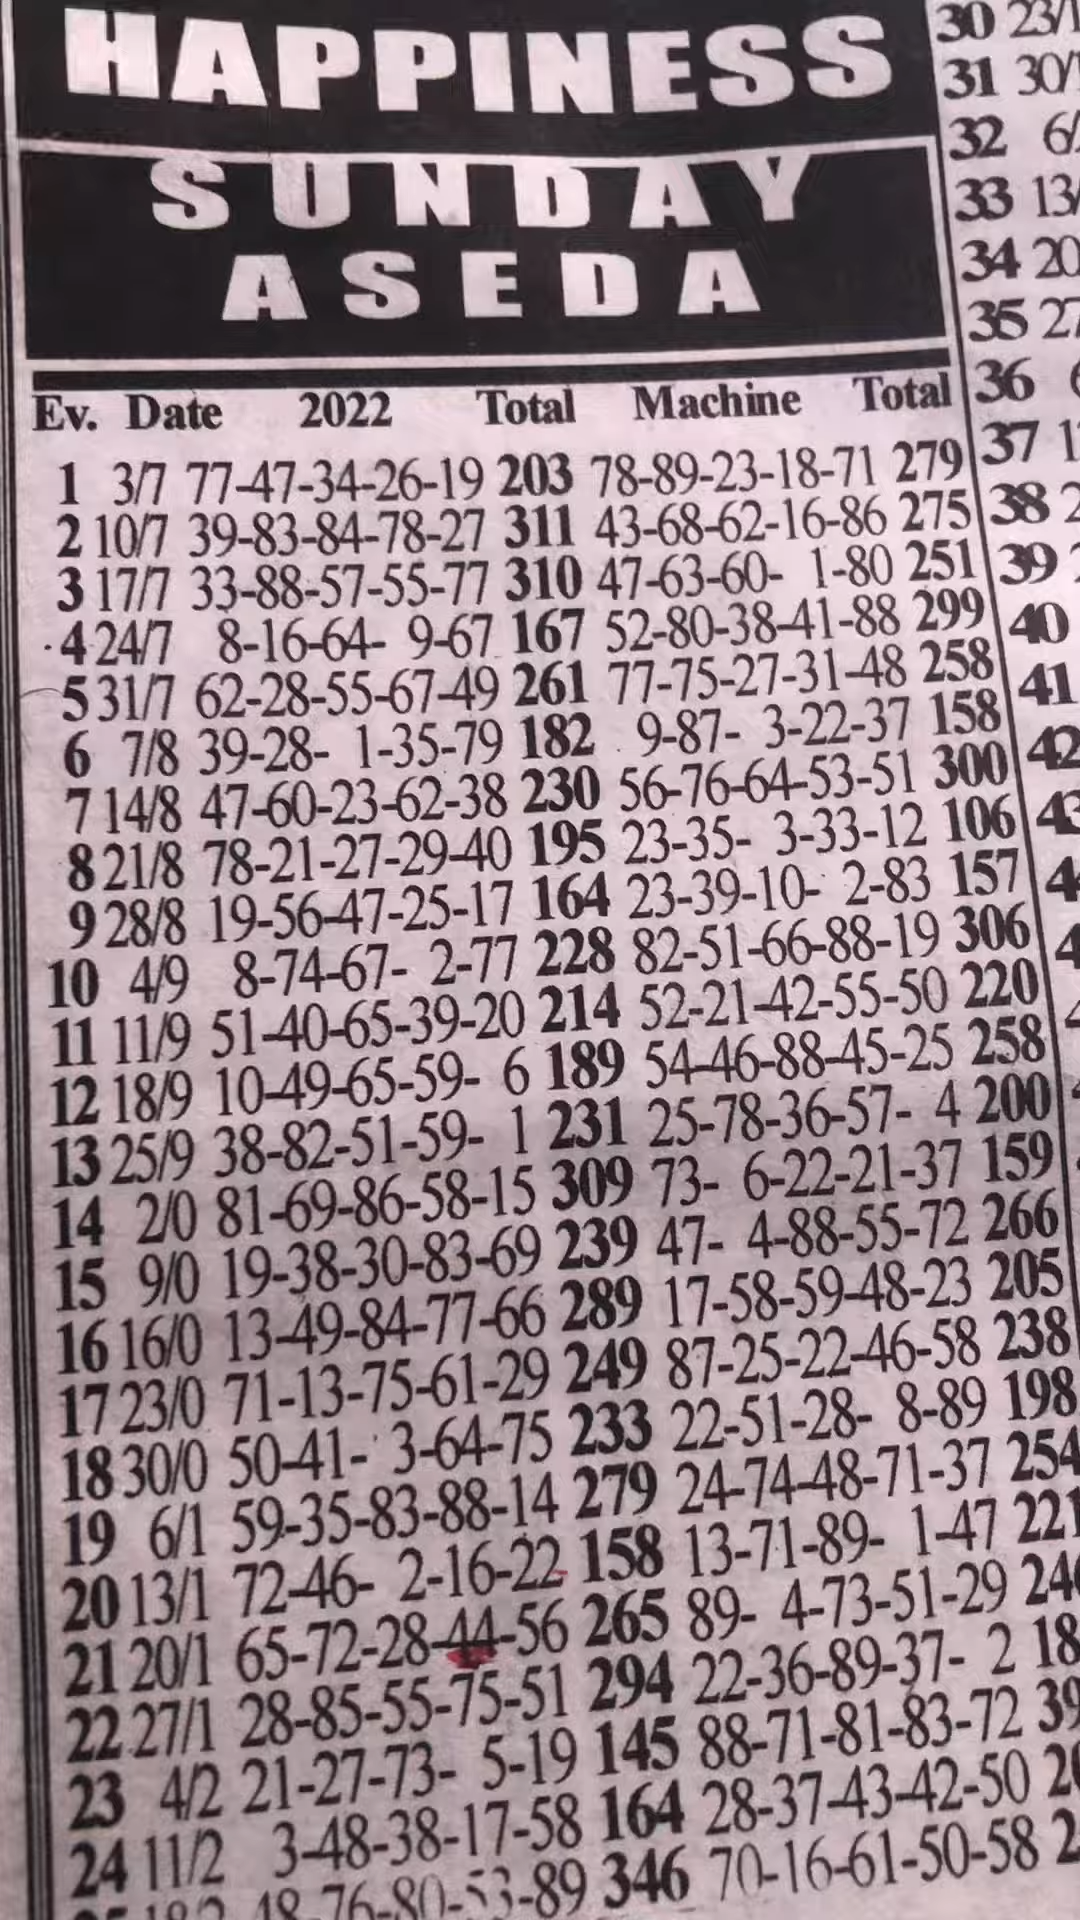 HAPPINESS
SUNDAY
ASEDA
Ev. Date 2022 Total Machine Total
1 3/7 77-47-34-26-19 203 78-89-23-18-71 279
2 10/7 39-83-84-78-27 311 43-68-62-16-86 275
3 17/7 33-88-57-55-77 310 47-63-60- 1-80 251
4 24/7 8-16-64- 9-67 167 52-80-38-41-88 299
5 31/7 62-28-55-67-49 261 77-75-27-31-48 258
6 7/8 39-28- 1-35-79 182 9-87- 3-22-37 158
7 14/8 47-60-23-62-38 230 56-76-64-53-51 300
8 21/8 78-21-27-29-40 195 23-35- 3-33-12 106
9 28/8 19-56-47-25-17 164 23-39-10- 2-83 157
10 4/9 8-74-67- 2-77 228 82-51-66-88-19 306
11 11/9 51-40-65-39-20 214 52-21-42-55-50 220
12 18/9 10-49-65-59- 6 189 54-46-88-45-25 258
13 25/9 38-82-51-59- 1 231 25-78-36-57- 4 200
14 2/0 81-69-86-58-15 309 73- 6-22-21-37 159
15 9/0 19-38-30-83-69 239 47- 4-88-55-72 266
16 16/0 13-49-84-77-66 289 17-58-59-48-23 205
17 23/0 71-13-75-61-29 249 87-25-22-46-58 238
18 30/0 50-41- 3-64-75 233 22-51-28- 8-89 198
19 6/1 59-35-83-88-14 279 24-74-48-71-37 254
20 13/1 72-46- 2-16-22 158 13-71-89- 1-47 221
21 20/1 65-72-28-44-56 265 89- 4-73-51-29
22 27/1 28-85-55-75-51 294 22-36-89-37- 2
23 4/2 21-27-73- 5-19 145 88-71-81-83-72
24 11/2 3-48-38-17-58 164 28-37-43-42-50
48-76-80-53-89 346 70-16-61-50-58
30
31
32
33
34 20
35 27
36
37
38
39
40
41
42
43